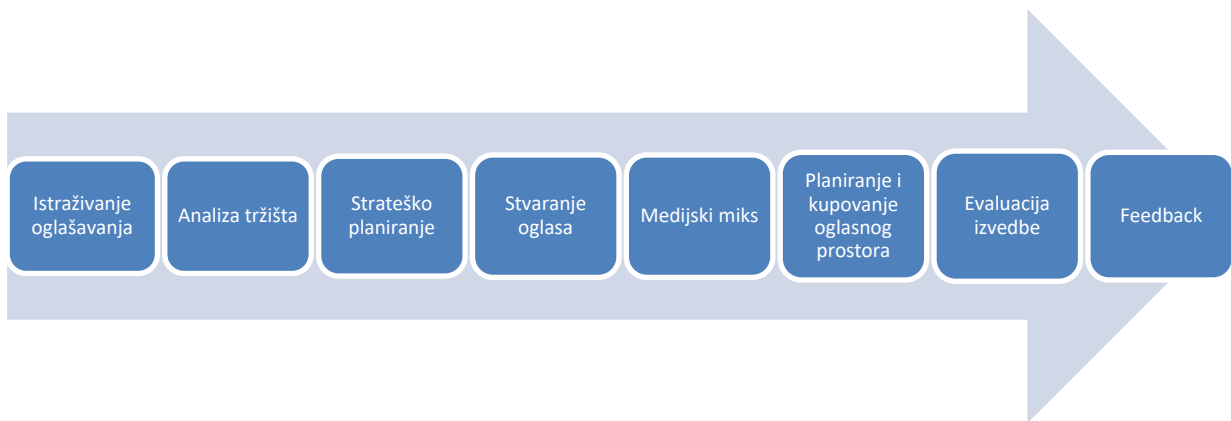 Istraživanje
oglašavanja
Analiza tržišta
Strateško
planiranje
Stvaranje
oglasa
Medijski miks
Planiranje i
kupovanje
oglasnog
prostora
Evaluacija
izvedbe
Feedback